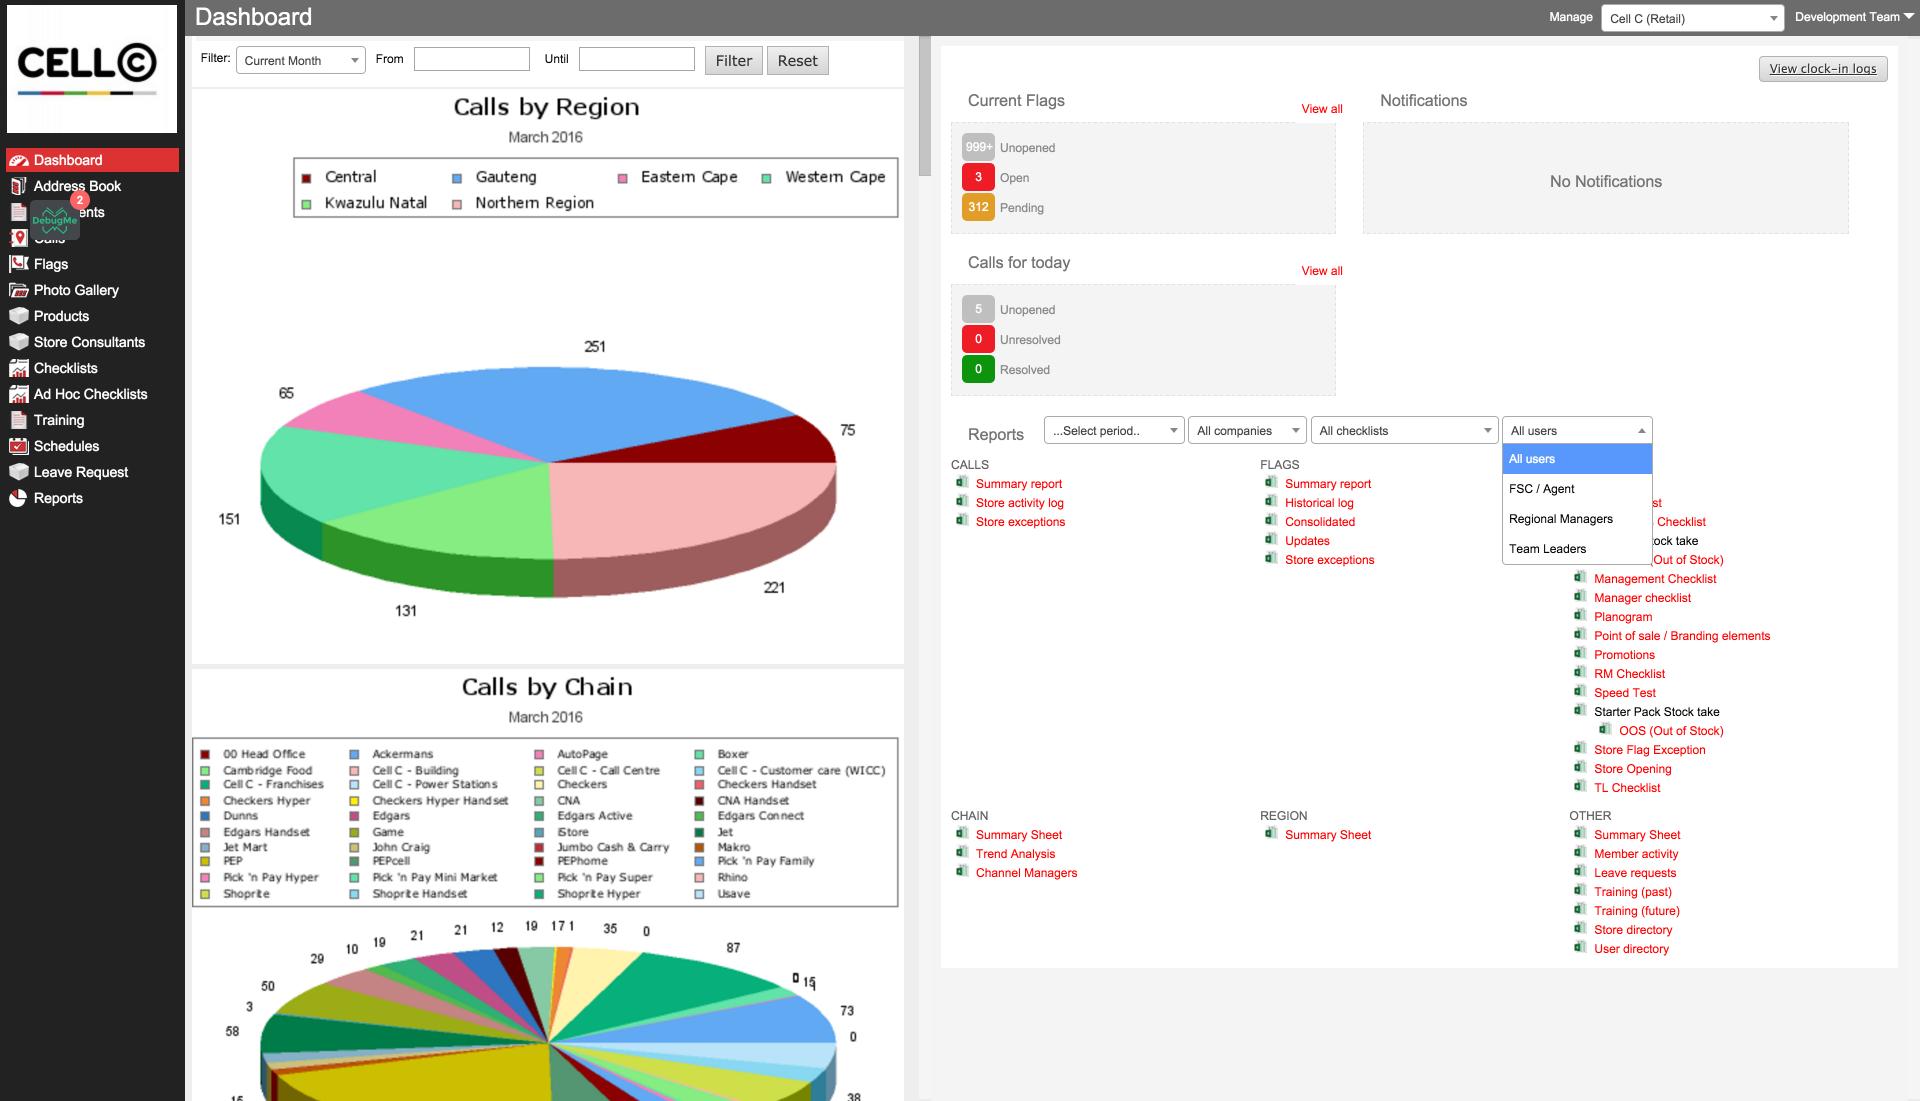 CELL C
Dashboard
Manage
Cell C (Retail)
Development Team
Dashboard
Address Book
ents
DebugMe
2
Calls
Flags
Photo Gallery
Products
Store Consultants
Checklists
Ad Hoc Checklists
Training
Schedules
Leave Request
Reports
Filter:
Current Month
From
Until
Filter
Reset
Calls by Region
March 2016
Central
Gauteng
Eastern Cape
Western Cape
Kwazulu Natal
Northern Region
251
65
75
151
221
131
Calls by Chain
March 2016
00 Head Office
Ackermans
AutoPage
Boxer
Cambridge Food
Cell C - Building
Cell C - Call Centre
Cell C - Customer care (WICC)
Cell C - Franchises
Cell C - Power Stations
Checkers
Checkers Handset
Checkers Hyper
Checkers Hyper Handset
CNA
CNA Handset
Dunns
Edgars
Edgars Active
Edgars Connect
Edgars Handset
Game
iStore
Jet
Jet Mart
John Craig
Jumbo Cash & Carry
Makro
PEP
PEPcell
PEPhome
Pick 'n Pay Family
Pick 'n Pay Hyper
Pick 'n Pay Mini Market
Pick 'n Pay Super
Rhino
Shoprite
Shoprite Handset
Shoprite Hyper
Usave
12
19
17
1
35
0
21
21
19
10
29
87
50
3
58
15
73
0
15
38
View clock-in logs
Current Flags
View all
999+ Unopened
3 Open
312 Pending
Notifications
No Notifications
Calls for today
View all
5 Unopened
0 Unresolved
0 Resolved
Reports
...Select period..
All companies
All checklists
All users
All users
FSC / Agent
Regional Managers
Team Leaders
CALLS
Summary report
Store activity log
Store exceptions
FLAGS
Summary report
Historical log
Consolidated
Updates
Store exceptions
st
Checklist
tock take
(Out of Stock)
Management Checklist
Manager checklist
Planogram
Point of sale / Branding elements
Promotions
RM Checklist
Speed Test
Starter Pack Stock take
OOS (Out of Stock)
Store Flag Exception
Store Opening
TL Checklist
CHAIN
Summary Sheet
Trend Analysis
Channel Managers
REGION
Summary Sheet
OTHER
Summary Sheet
Member activity
Leave requests
Training (past)
Training (future)
Store directory
User directory